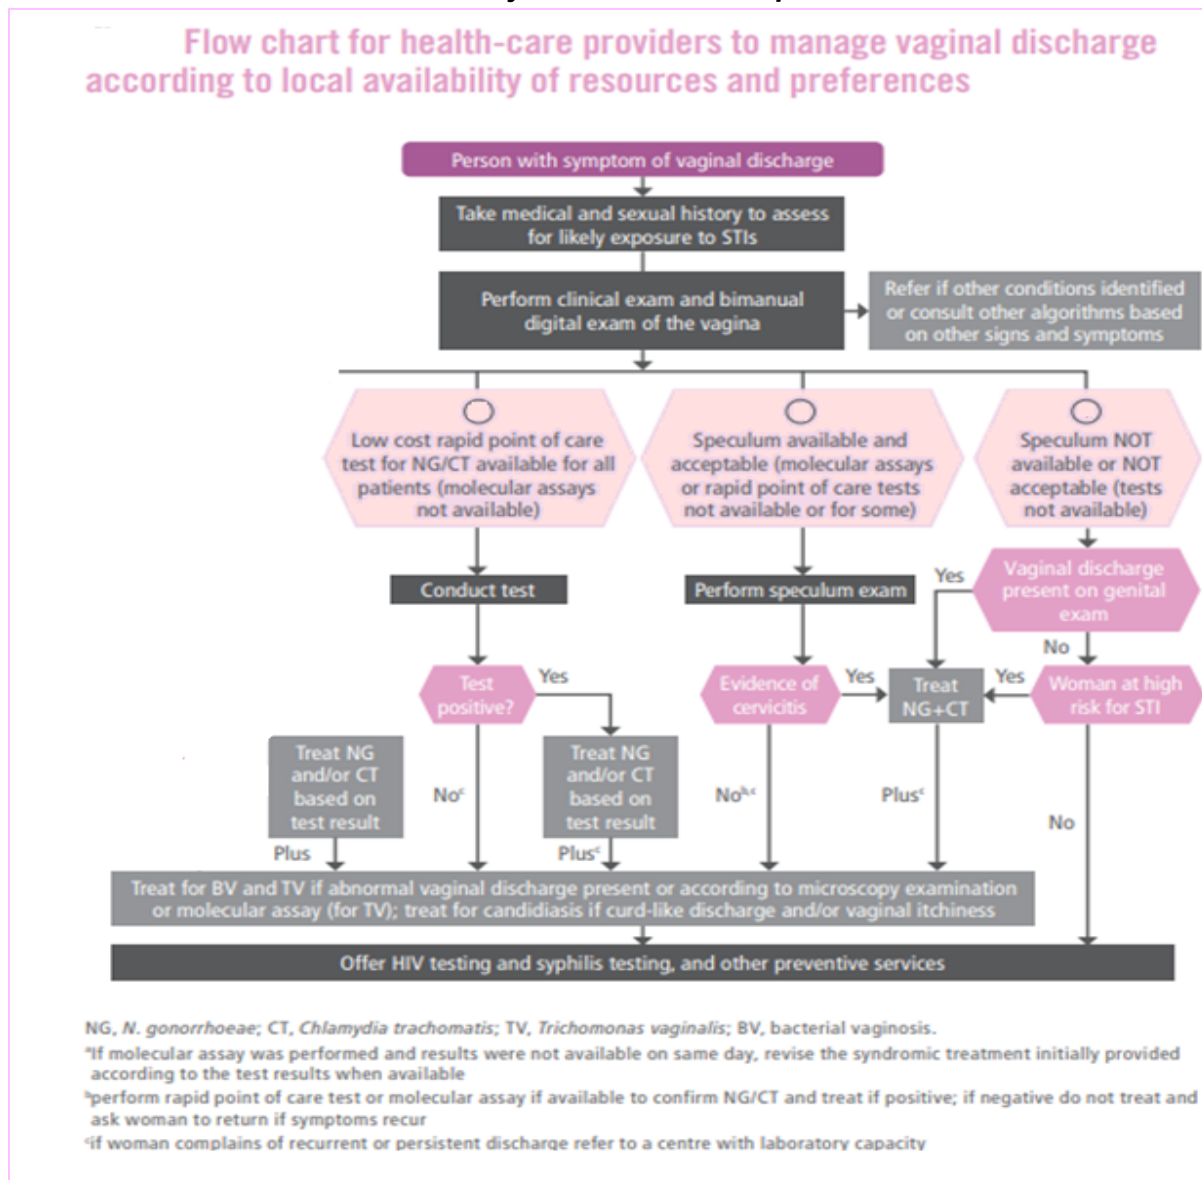 Flow chart for health-care providers to manage vaginal discharge
according to local availability of resources and preferences
Person with symptom of vaginal discharge
Take medical and sexual history to assess
for likely exposure to STIs
Perform clinical exam and bimanual
digital exam of the vagina
Refer if other conditions identified
or consult other algorithms based
on other signs and symptoms
Low cost rapid point of care
test for NG/CT available for all
patients (molecular assays
not available)
Speculum available and
acceptable (molecular assays
or rapid point of care tests
not available or for some)
Speculum NOT
available or NOT
acceptable (tests
not available)
Conduct test
Perform speculum exam
Yes
Vaginal discharge
present on genital
exam
No
Test
positive?
Yes
Evidence of
cervicitis
Yes
Treat
NG+CT
Yes
Woman at high
risk for STI
Treat NG
and/or CT
based on
test result
Noᶜ
Treat NG
and/or CT
based on
test result
Noᵇ,ᶜ
Plusᶜ
No
Plus
Plusᶜ
Treat for BV and TV if abnormal vaginal discharge present or according to microscopy examination
or molecular assay (for TV); treat for candidiasis if curd-like discharge and/or vaginal itchiness
Offer HIV testing and syphilis testing, and other preventive services
NG, N. gonorrhoeae; CT, Chlamydia trachomatis; TV, Trichomonas vaginalis; BV, bacterial vaginosis.
ᵃIf molecular assay was performed and results were not available on same day, revise the syndromic treatment initially provided
according to the test results when available
ᵇperform rapid point of care test or molecular assay if available to confirm NG/CT and treat if positive; if negative do not treat and
ask woman to return if symptoms recur
ᶜif woman complains of recurrent or persistent discharge refer to a centre with laboratory capacity